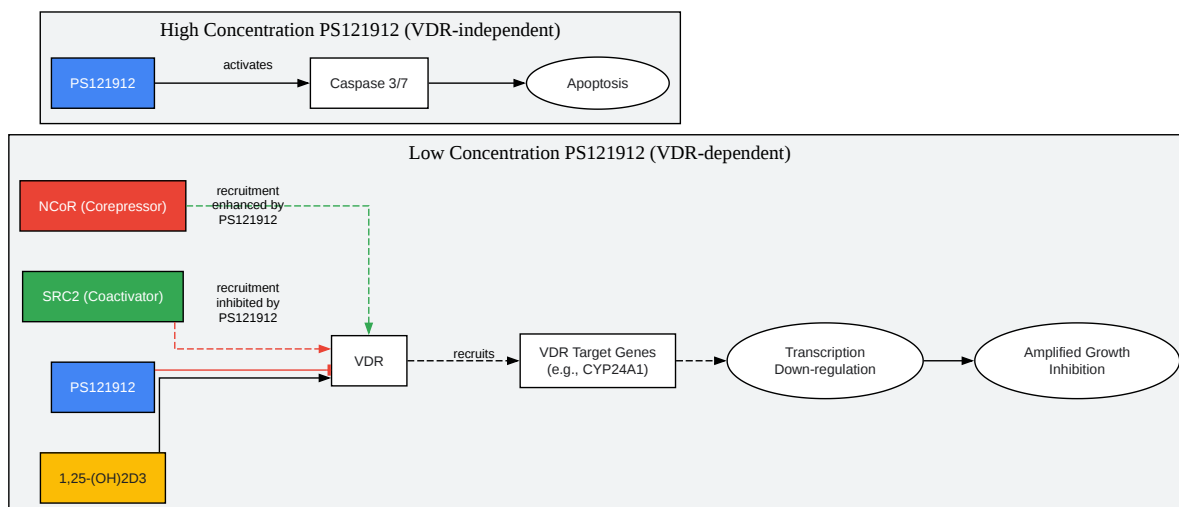 High Concentration PS121912 (VDR-independent)
PS121912
activates
Caspase 3/7
Apoptosis
Low Concentration PS121912 (VDR-dependent)
NCoR (Corepressor)
recruitment
enhanced by
PS121912
SRC2 (Coactivator)
recruitment
inhibited by
PS121912
PS121912
1,25-(OH)2D3
VDR
recruits
VDR Target Genes
(e.g., CYP24A1)
Transcription
Down-regulation
Amplified Growth
Inhibition